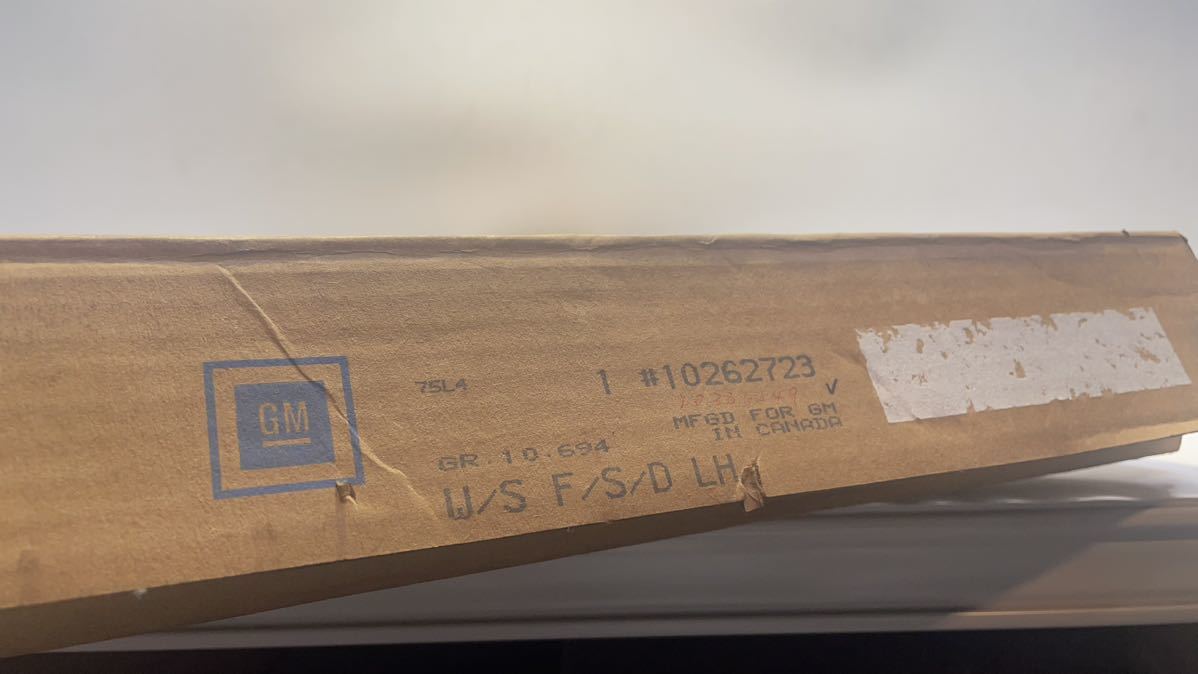 GM
75L4
1 #10262723
V
MFGD FOR GM
IN CANADA
GR.10.694
W/S F/S/D LH